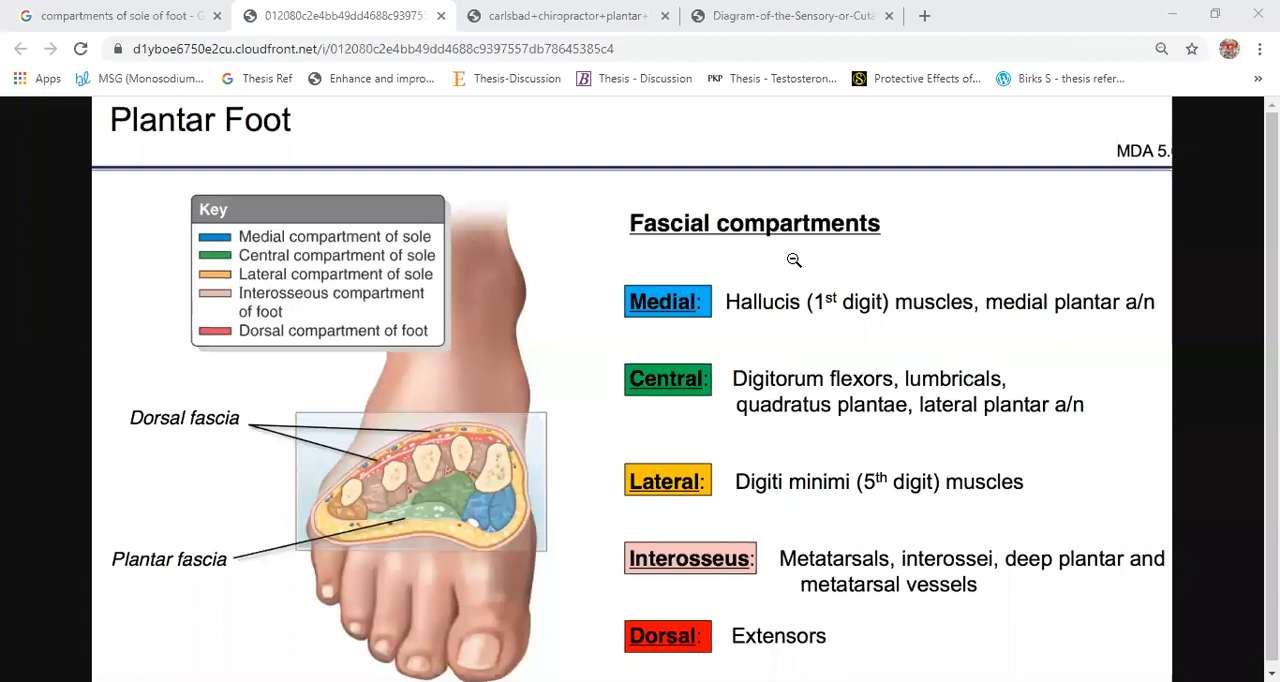 compartments of sole of foot - G
012080c2e4bb49dd4688c9397555
carlsbad+chiropractor+plantar+
Diagram-of-the-Sensory-or-Cuta
d1yboe6750e2cu.cloudfront.net/i/012080c2e4bb49dd4688c9397557db78645385c4
Apps
MSG (Monosodium...
Thesis Ref
Enhance and impro...
Thesis-Discussion
Thesis - Discussion
Thesis - Testosteron...
Protective Effects of...
Birks S - thesis refer...
Plantar Foot
MDA 5.
Key
Medial compartment of sole
Central compartment of sole
Lateral compartment of sole
Interosseous compartment
of foot
Dorsal compartment of foot
Dorsal fascia
Plantar fascia
Fascial compartments
Medial: Hallucis (1st digit) muscles, medial plantar a/n
Central: Digitorum flexors, lumbricals,
quadratus plantae, lateral plantar a/n
Lateral: Digiti minimi (5th digit) muscles
Interosseus: Metatarsals, interossei, deep plantar and
metatarsal vessels
Dorsal: Extensors